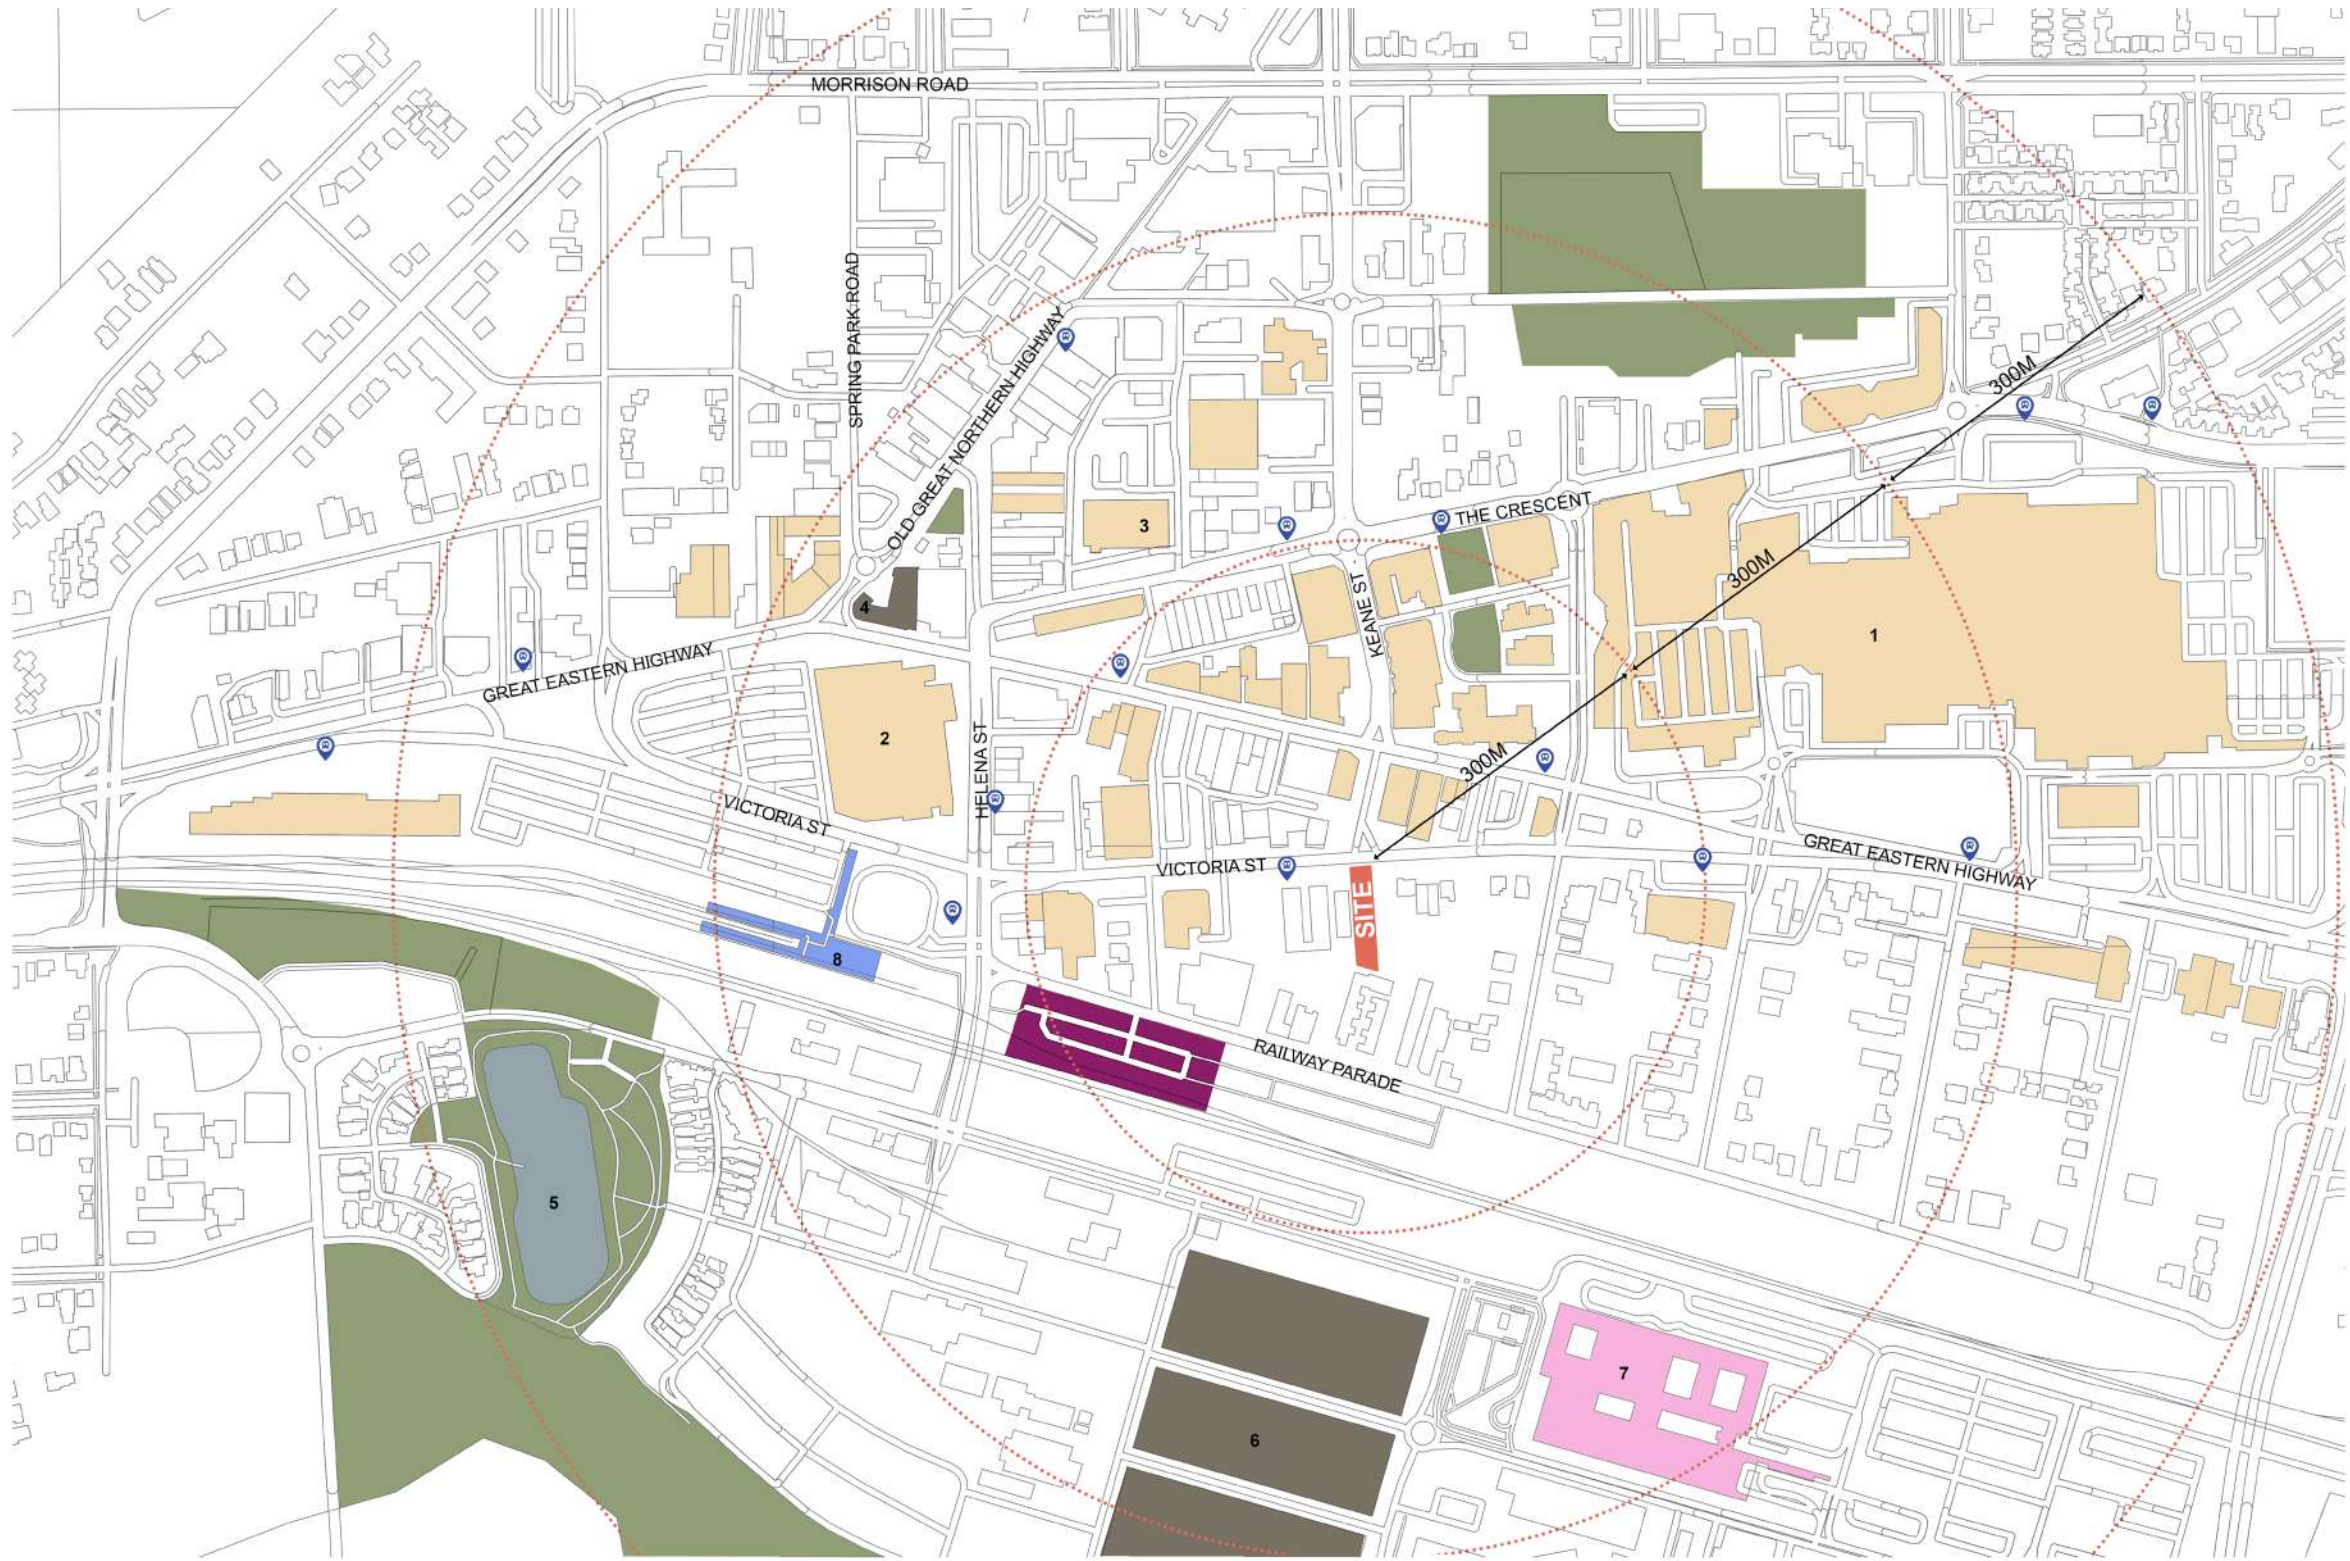 MORRISON ROAD
SPRING PARK ROAD
OLD GREAT NORTHERN HIGHWAY
300M
THE CRESCENT
3
300M
4
KEANE ST
1
GREAT EASTERN HIGHWAY
2
HELENA ST
300M
VICTORIA ST
VICTORIA ST
GREAT EASTERN HIGHWAY
SITE
8
RAILWAY PARADE
5
7
6